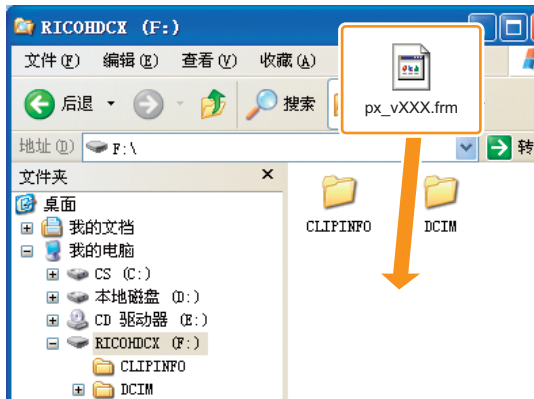 RICOHDCX (F:)
文件(F) 编辑(E) 查看(V) 收藏(A)
px_vXXX.frm
后退 搜索
地址(D) F:\ 转
文件夹 ×
桌面
我的文档
我的电脑
CS (C:)
本地磁盘 (D:)
CD 驱动器 (E:)
RICOHDCX (F:)
CLIPINFO
DCIM
CLIPINFO DCIM